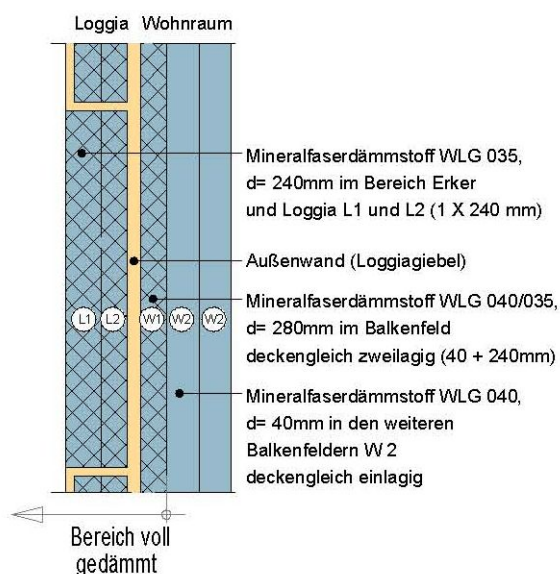 Loggia Wohnraum
Mineralfaserdämmstoff WLG 035,
d= 240mm im Bereich Erker
und Loggia L1 und L2 (1 X 240 mm)
Außenwand (Loggiagiebel)
Mineralfaserdämmstoff WLG 040/035,
d= 280mm im Balkenfeld
deckengleich zweilagig (40 + 240mm)
L1 L2 W1 W2 W2
Mineralfaserdämmstoff WLG 040,
d= 40mm in den weiteren
Balkenfeldern W 2
deckengleich einlagig
Bereich voll
gedämmt